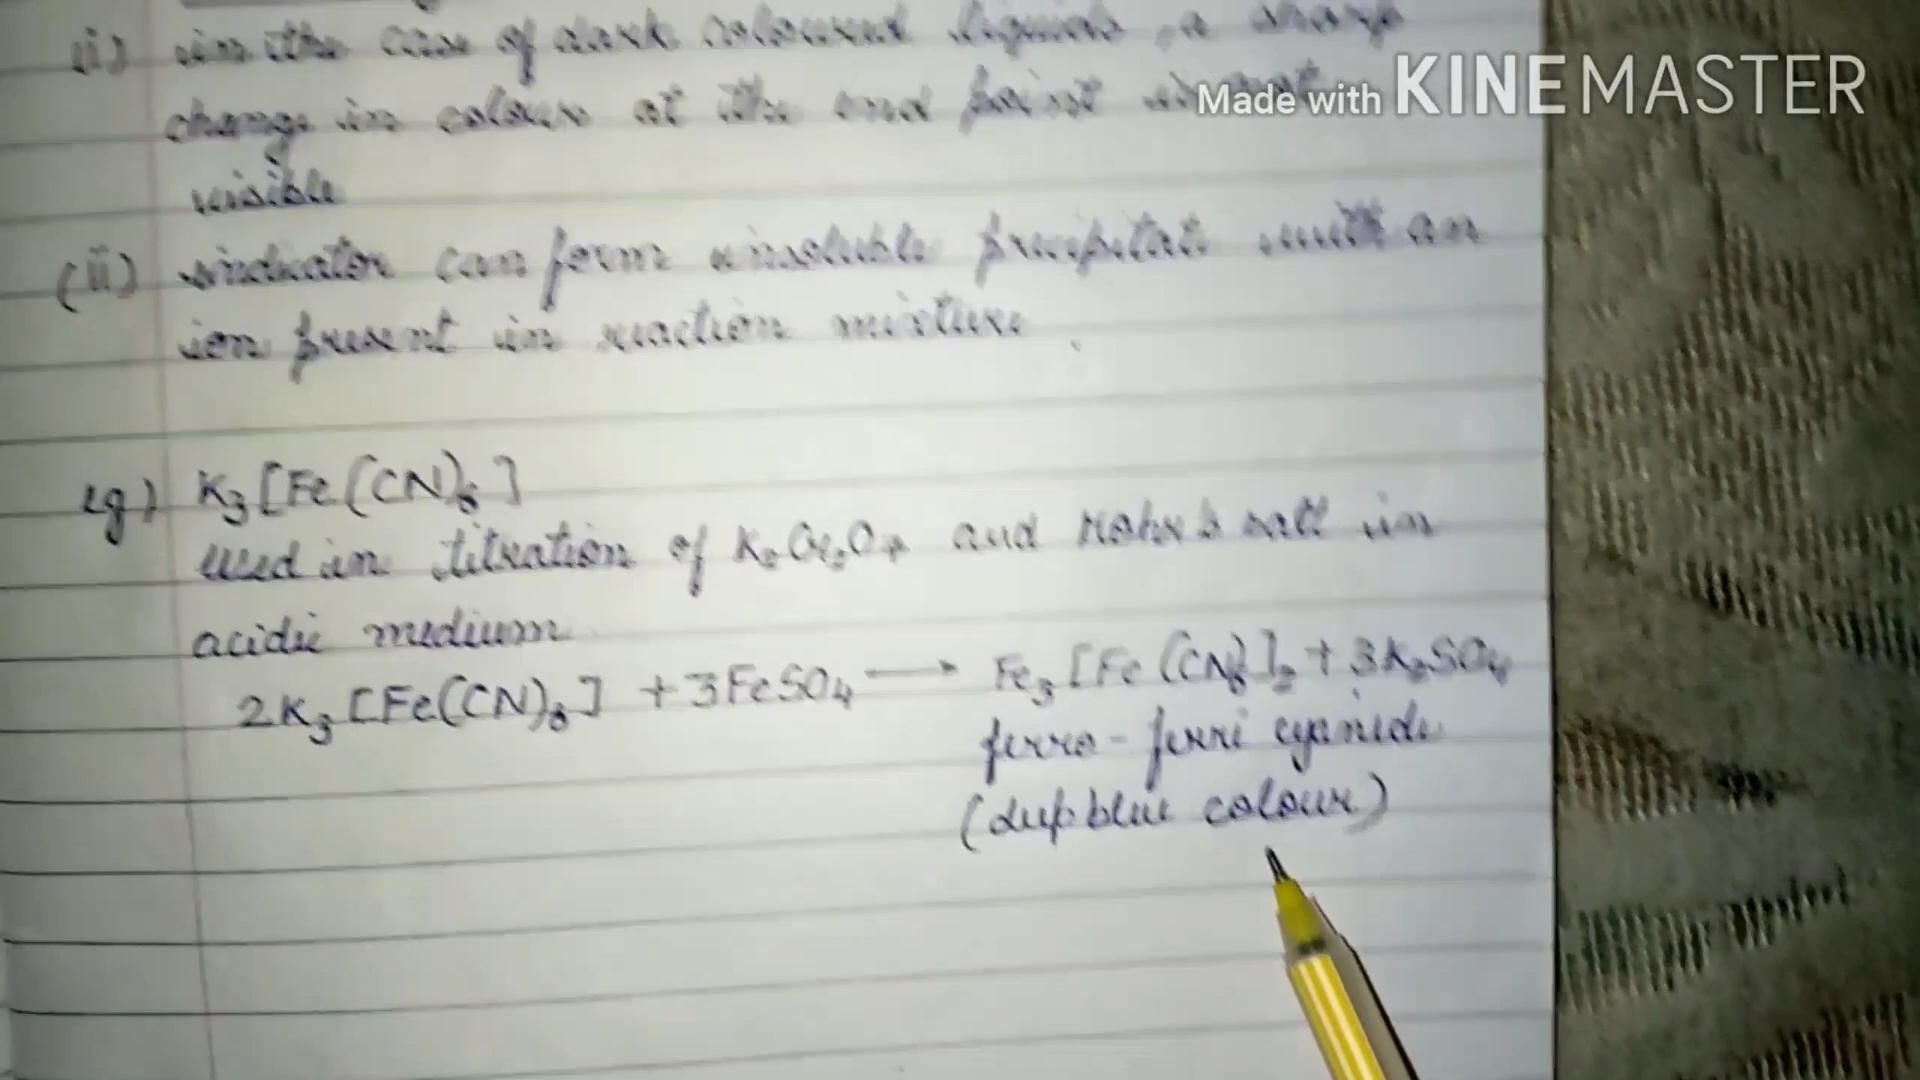 (i) in the case of dark coloured liquids, a sharp
change in colour at the end point
Made with KINEMASTER
visible
(ii) indicator can form insoluble precipitate with an
ion present in reaction mixture
eg) K₃[Fe(CN)₆]
used in titration of K₂Cr₂O₇ and Mohr's salt in
acidic medium
2K₃[Fe(CN)₆] + 3FeSO₄ → Fe₃[Fe(CN)₆]₂ + 3K₂SO₄
ferro-ferri cyanide
(deep blue colour)